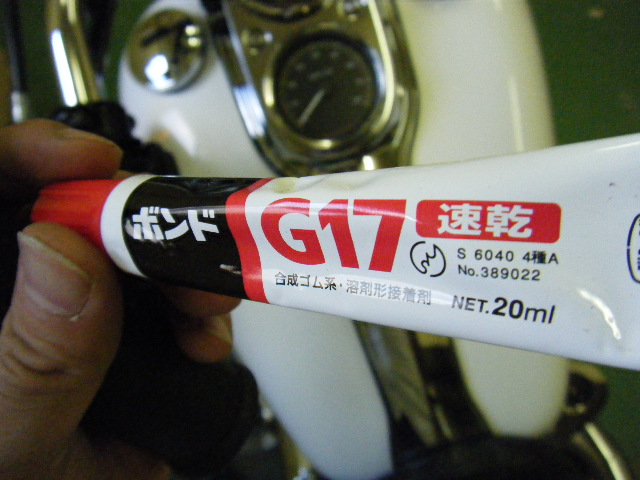 ボンド
G17 速乾
S 6040 4種A
No.389022
合成ゴム系・溶剤形接着剤
NET.20ml